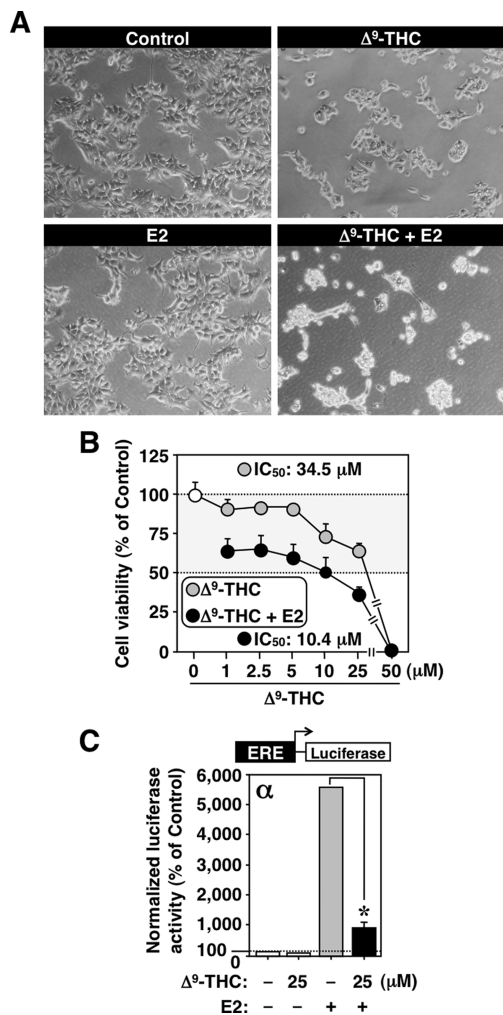 A
Control
Δ⁹-THC
E2
Δ⁹-THC + E2
B
Cell viability (% of Control)
125
100
75
50
25
0
IC₅₀: 34.5 μM
Δ⁹-THC
Δ⁹-THC + E2
IC₅₀: 10.4 μM
0 1 2.5 5 10 25 50 (μM)
Δ⁹-THC
C
ERE Luciferase
Normalized luciferase
activity (% of Control)
6,000
5,000
4,000
3,000
2,000
1,000
100
0
α
*
Δ⁹-THC: – 25 – 25 (μM)
E2: – – + +